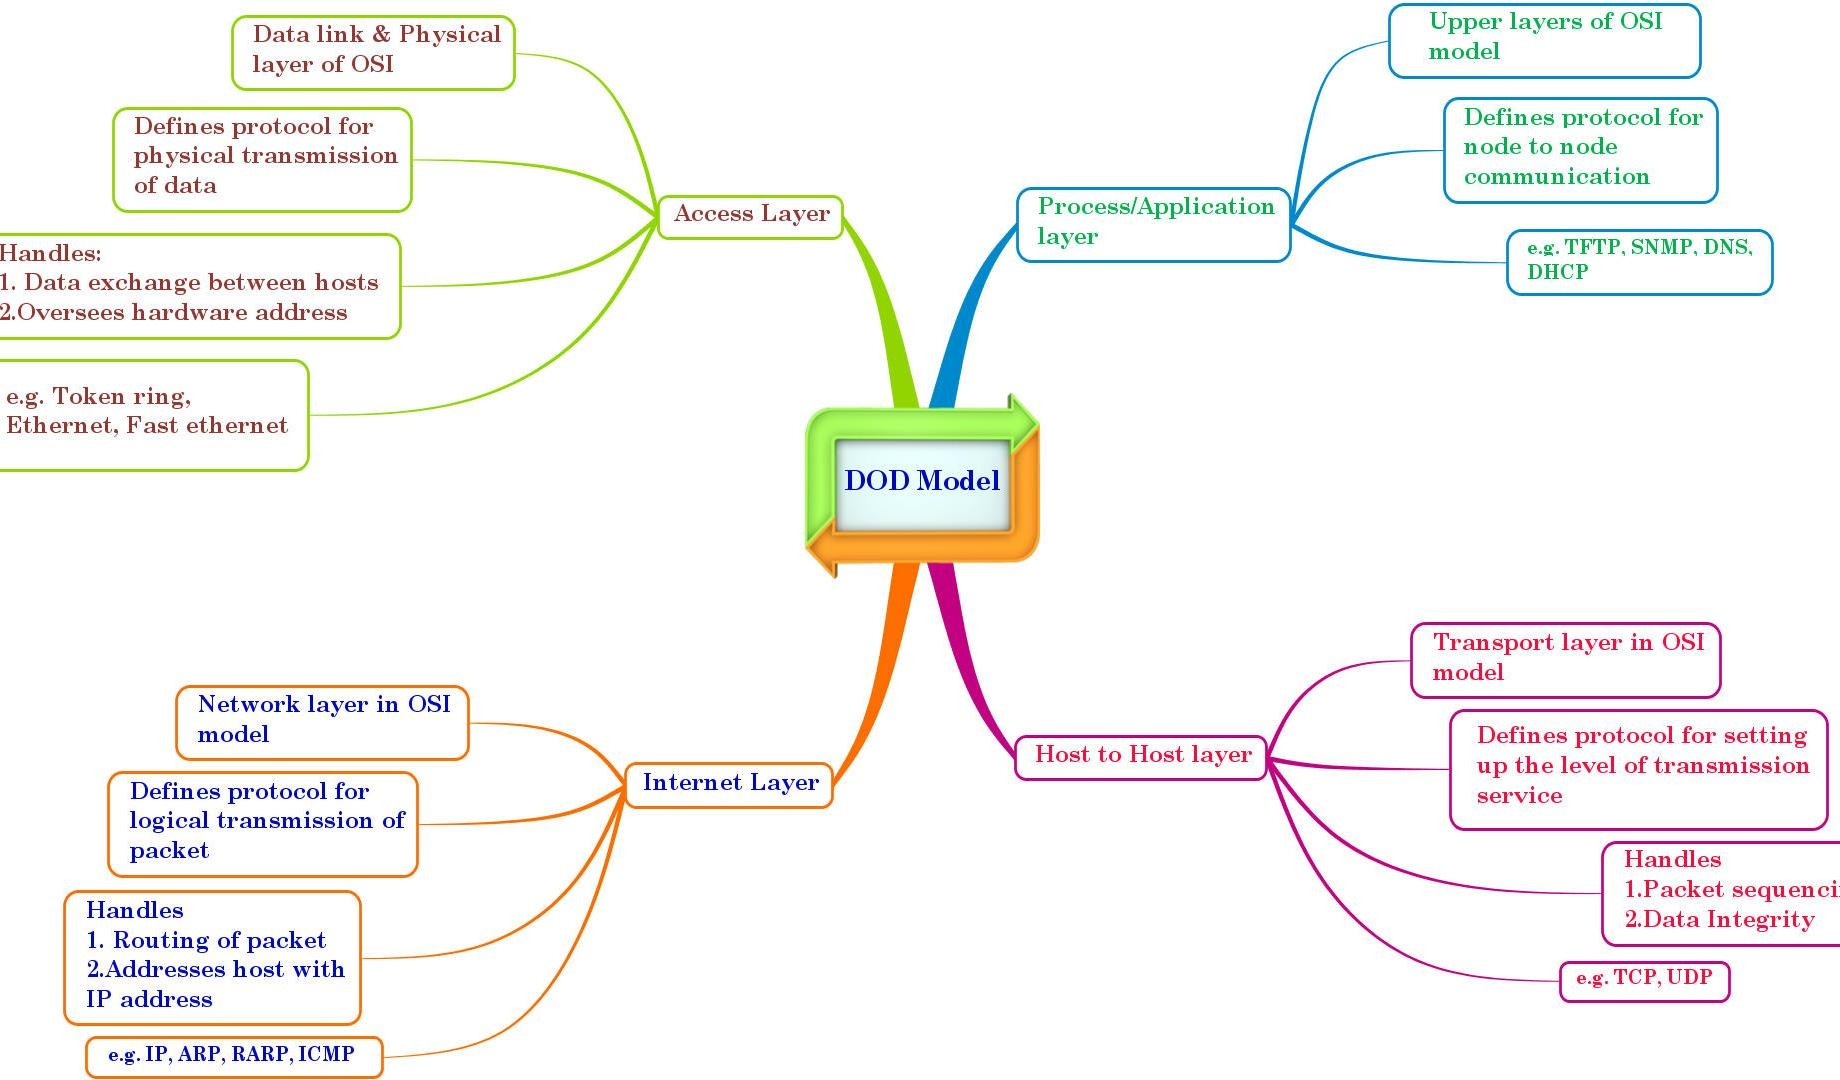 Data link & Physical
layer of OSI
Defines protocol for
physical transmission
of data
Handles:
1. Data exchange between hosts
2.Oversees hardware address
e.g. Token ring,
Ethernet, Fast ethernet
Access Layer
Upper layers of OSI
model
Defines protocol for
node to node
communication
e.g. TFTP, SNMP, DNS,
DHCP
Process/Application
layer
DOD Model
Network layer in OSI
model
Defines protocol for
logical transmission of
packet
Handles
1. Routing of packet
2.Addresses host with
IP address
e.g. IP, ARP, RARP, ICMP
Internet Layer
Transport layer in OSI
model
Defines protocol for setting
up the level of transmission
service
Handles
1.Packet
2.Data Integrity
e.g. TCP, UDP
Host to Host layer